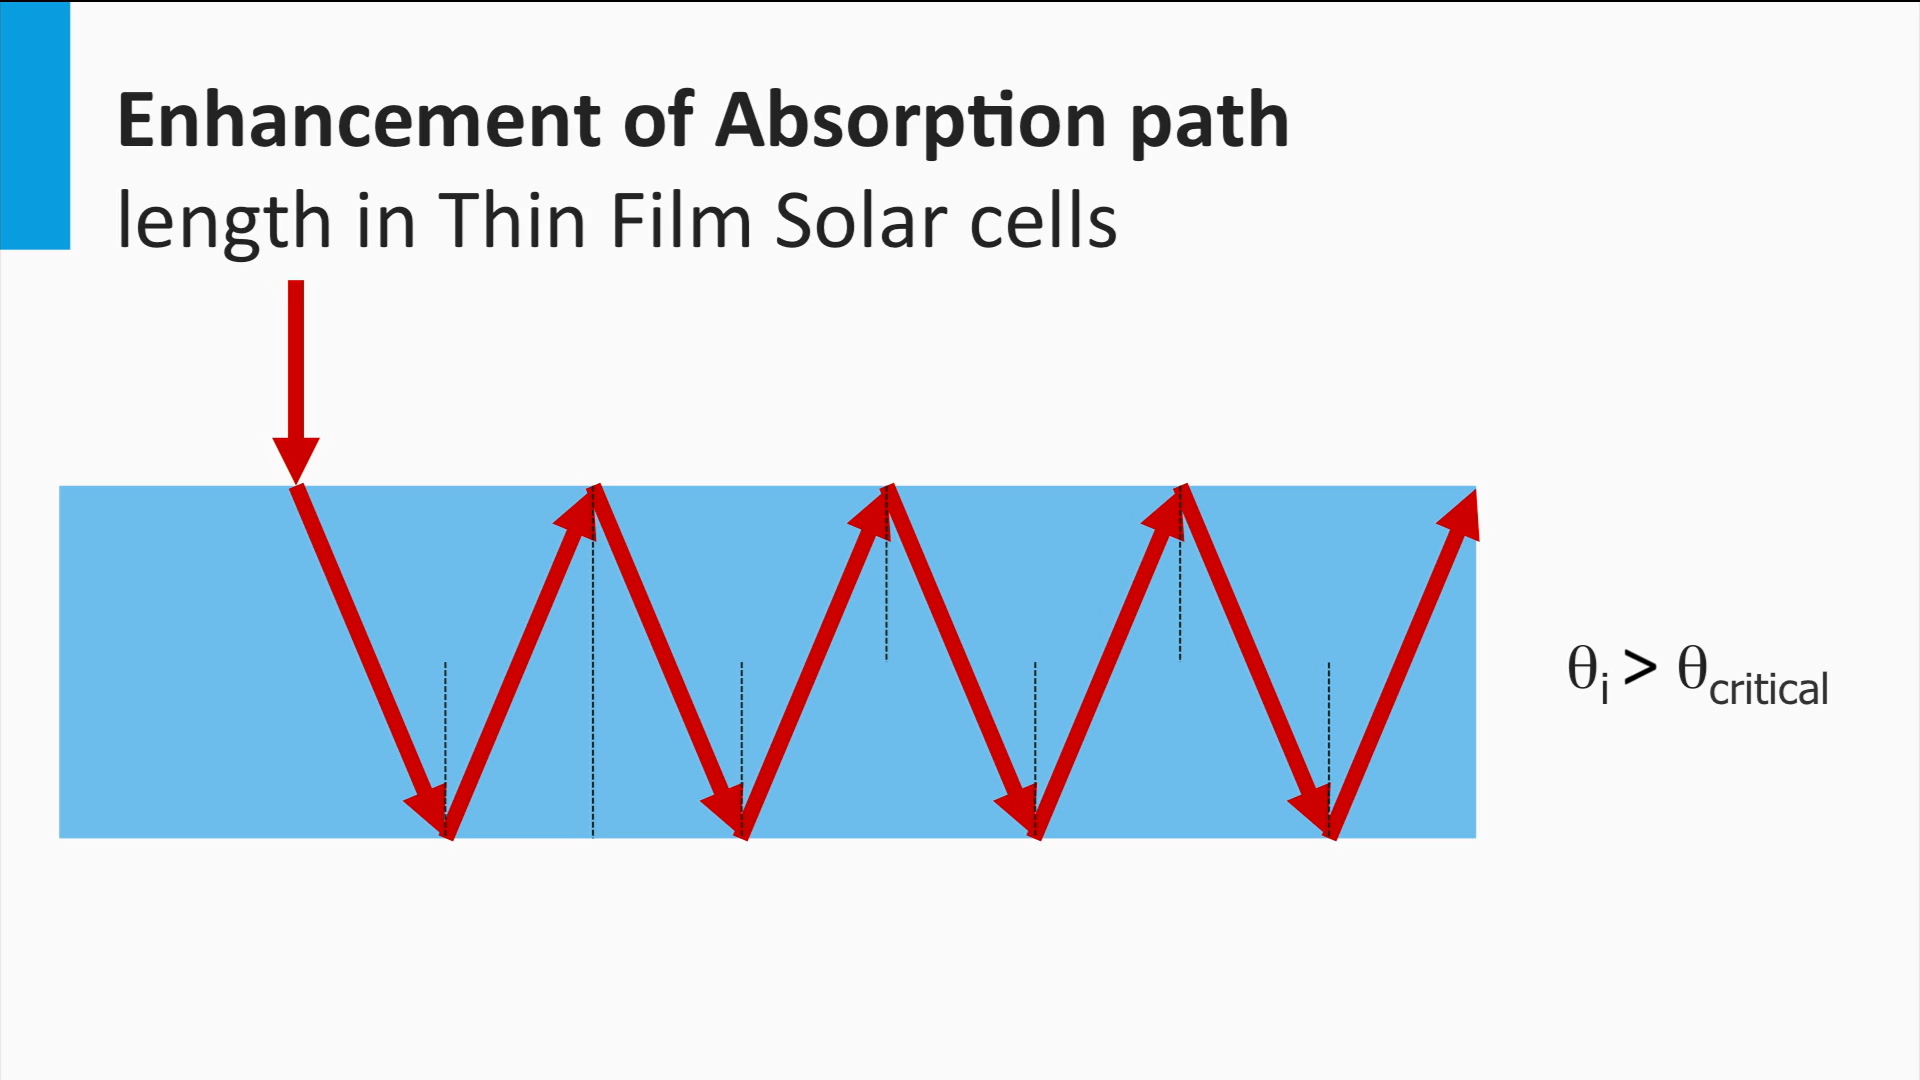 Enhancement of Absorption path
length in Thin Film Solar cells
θi > θcritical